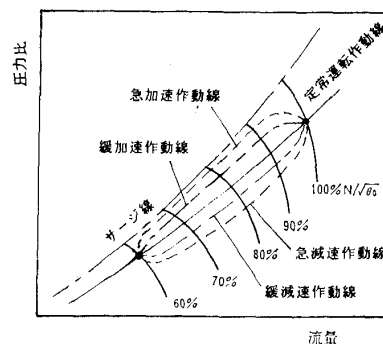 圧力比
急加速作動線
定常運転作動線
緩加速作動線
サージ線
100% N/√θ₀
90%
80%
70%
60%
急減速作動線
緩減速作動線
流量